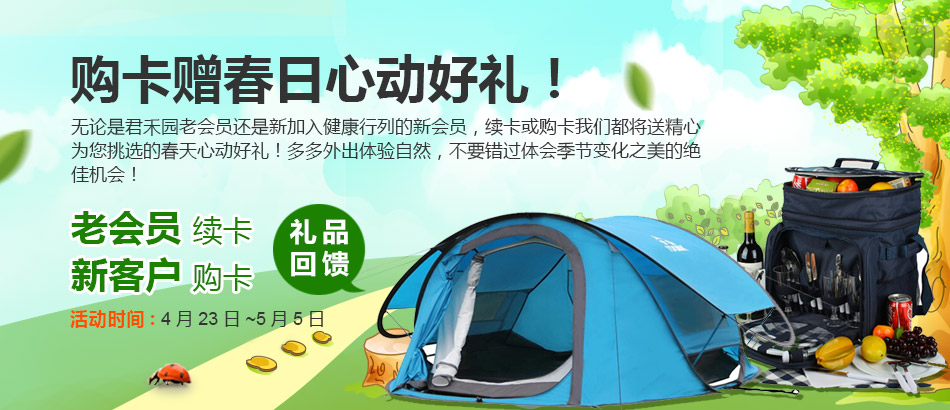 购卡赠春日心动好礼！
无论是君禾园老会员还是新加入健康行列的新会员，续卡或购卡我们都将送精心
为您挑选的春天心动好礼！多多外出体验自然，不要错过体会季节变化之美的绝
佳机会！
老会员 续卡
新客户 购卡
礼品
回馈
活动时间：4月23日~5月5日